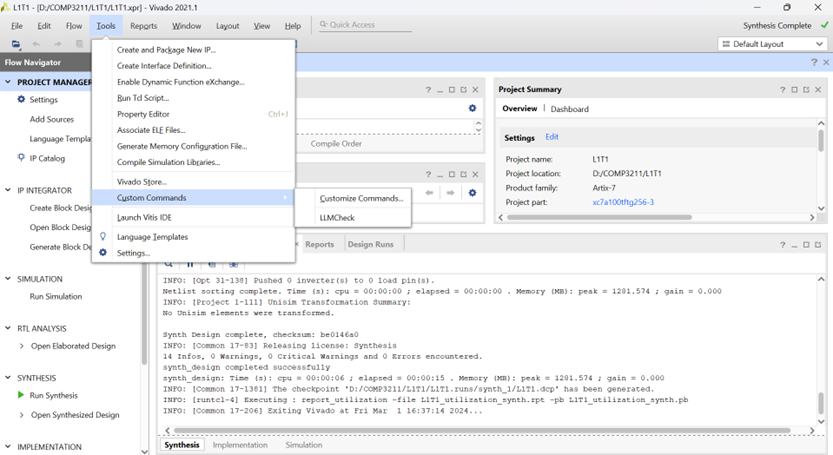 L1T1 - [D:/COMP3211/L1T1/L1T1.xpr] - Vivado 2021.1
File Edit Flow Tools Reports Window Layout View Help Quick Access Synthesis Complete
Default Layout
Flow Navigator
PROJECT MANAGER
Settings
Add Sources
Language Templa
IP Catalog
IP INTEGRATOR
Create Block Desig
Open Block Desig
Generate Block De
SIMULATION
Run Simulation
RTL ANALYSIS
Open Elaborated Design
SYNTHESIS
Run Synthesis
Open Synthesized Design
IMPLEMENTATION
Create and Package New IP...
Create Interface Definition...
Enable Dynamic Function eXchange...
Run Tcl Script...
Property Editor Ctrl+J
Associate ELF Files...
Generate Memory Configuration File...
Compile Simulation Libraries...
Vivado Store...
Custom Commands
Launch Vitis IDE
Language Templates
Settings...
Customize Commands...
LLMCheck
Compile Order
Project Summary
Overview Dashboard
Settings Edit
Project name: L1T1
Project location: D:/COMP3211/L1T1
Product family: Artix-7
Project part: xc7a100tftg256-3
Reports Design Runs
INFO: [Opt 31-138] Pushed 0 inverter(s) to 0 load pin(s).
Netlist sorting complete. Time (s): cpu = 00:00:00 ; elapsed = 00:00:00 . Memory (MB): peak = 1281.574 ; gain = 0.000
INFO: [Project 1-111] Unisim Transformation Summary:
No Unisim elements were transformed.
Synth Design complete, checksum: be0146a0
INFO: [Common 17-83] Releasing license: Synthesis
14 Infos, 0 Warnings, 0 Critical Warnings and 0 Errors encountered.
synth_design completed successfully
synth_design: Time (s): cpu = 00:00:06 ; elapsed = 00:00:15 . Memory (MB): peak = 1281.574 ; gain = 0.000
INFO: [Common 17-1381] The checkpoint 'D:/COMP3211/L1T1/L1T1.runs/synth_1/L1T1.dcp' has been generated.
INFO: [runtcl-4] Executing : report_utilization -file L1T1_utilization_synth.rpt -pb L1T1_utilization_synth.pb
INFO: [Common 17-206] Exiting Vivado at Fri Mar 1 16:37:14 2024...
Synthesis Implementation Simulation